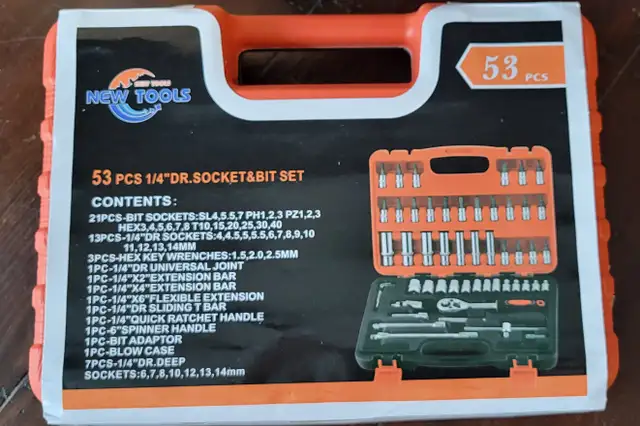 53 PCS
NEW TOOLS
NEW TOOLS
53 PCS 1/4"DR.SOCKET&BIT SET
CONTENTS:
21PCS-BIT SOCKETS:SL4,5.5,7 PH1,2,3 PZ1,2,3
HEX3,4,5,6,7,8 T10,15,20,25,30,40
13PCS-1/4"DR SOCKETS:4,4.5,5,5.5,6,7,8,9,10
11,12,13,14MM
3PCS-HEX KEY WRENCHES:1.5,2.0,2.5MM
1PC-1/4"DR UNIVERSAL JOINT
1PC-1/4"X2"EXTENSION BAR
1PC-1/4"X4"EXTENSION BAR
1PC-1/4"X6"FLEXIBLE EXTENSION
1PC-1/4"DR SLIDING T BAR
1PC-1/4"QUICK RATCHET HANDLE
1PC-6"SPINNER HANDLE
1PC-BIT ADAPTOR
1PC-BLOW CASE
7PCS-1/4"DR.DEEP
SOCKETS:6,7,8,10,12,13,14mm